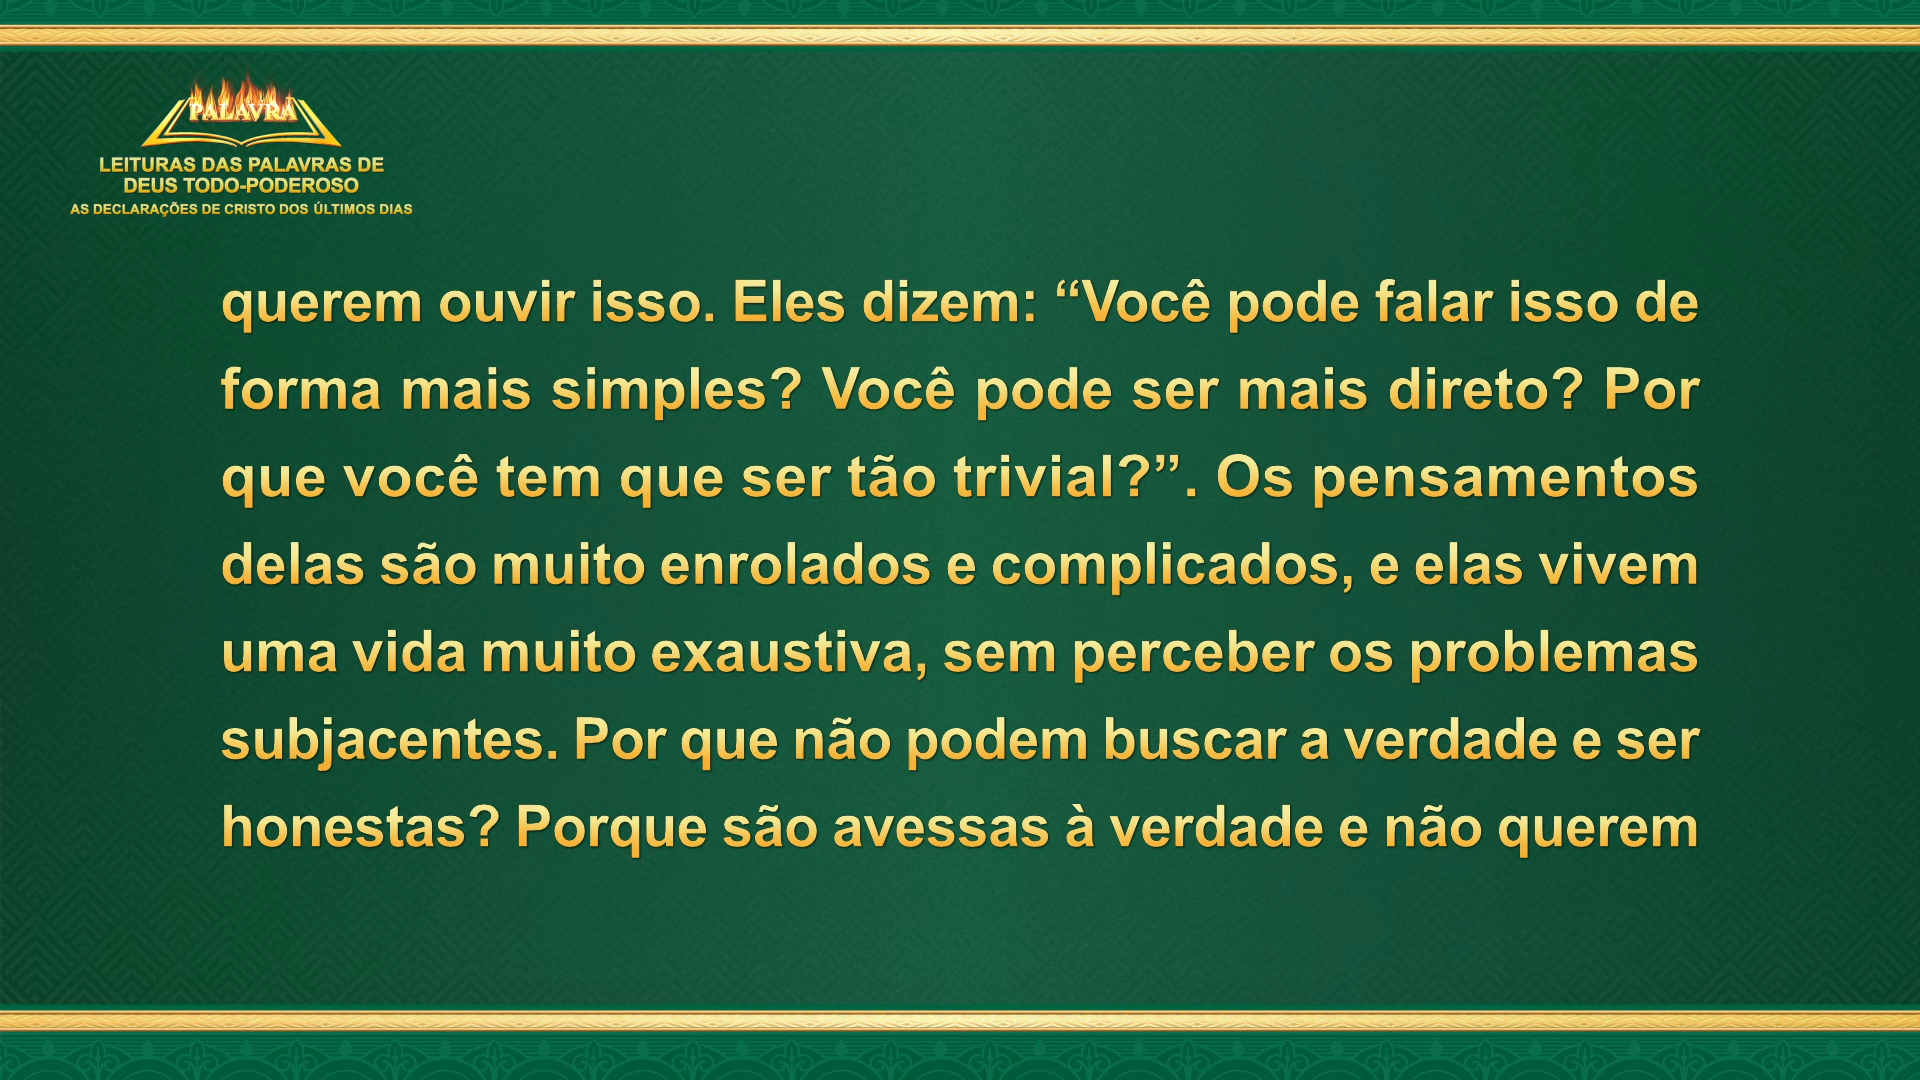 PALAVRA
LEITURAS DAS PALAVRAS DE
DEUS TODO-PODEROSO
AS DECLARAÇÕES DE CRISTO DOS ÚLTIMOS DIAS
querem ouvir isso. Eles dizem: “Você pode falar isso de
forma mais simples? Você pode ser mais direto? Por
que você tem que ser tão trivial?”. Os pensamentos
delas são muito enrolados e complicados, e elas vivem
uma vida muito exaustiva, sem perceber os problemas
subjacentes. Por que não podem buscar a verdade e ser
honestas? Porque são avessas à verdade e não querem